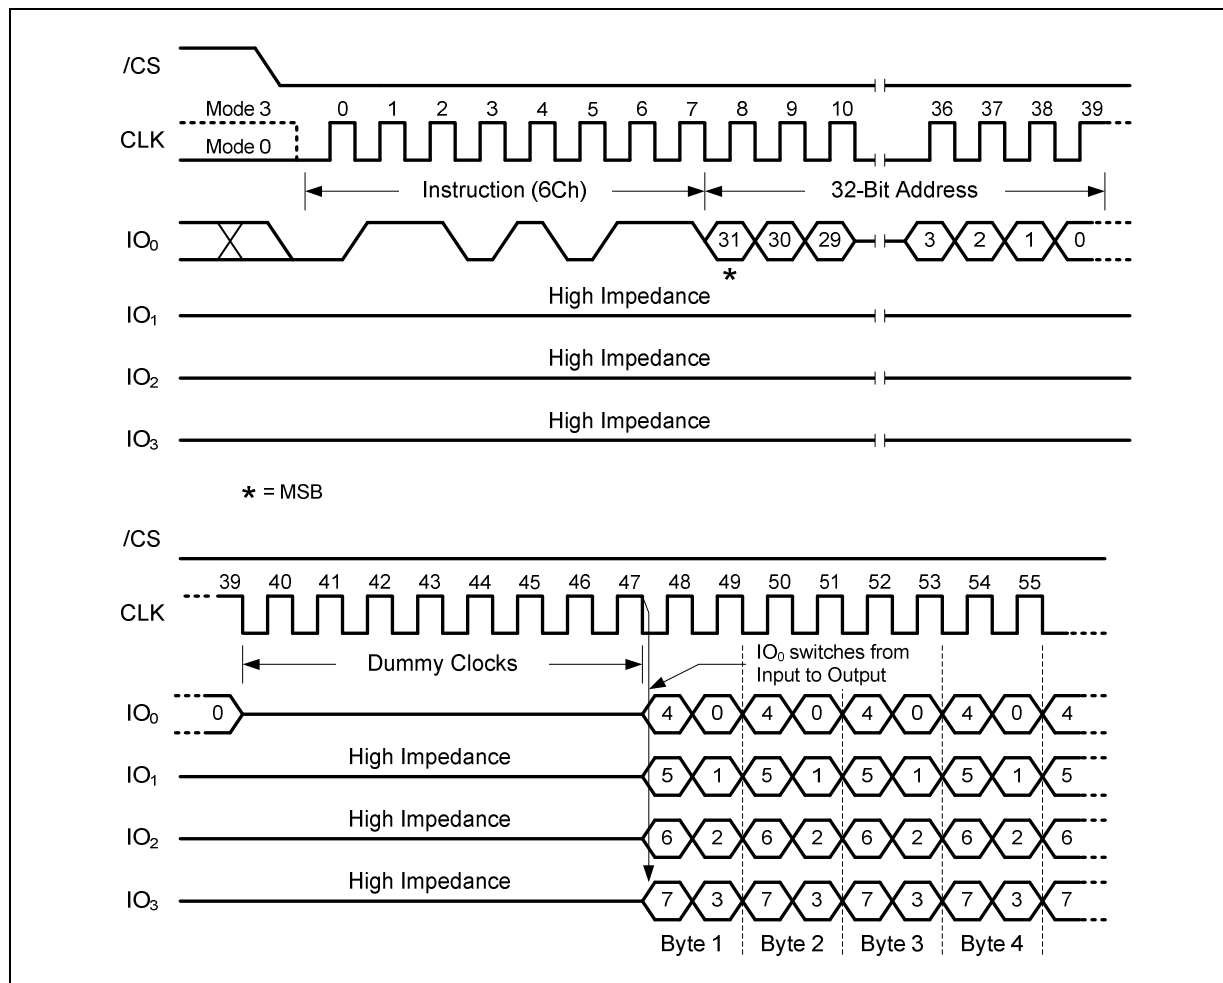 /CS
Mode 3 0 1 2 3 4 5 6 7 8 9 10 36 37 38 39
CLK
Mode 0
Instruction (6Ch) 32-Bit Address
IO₀ 31 30 29 3 2 1 0
*
High Impedance
IO₁
High Impedance
IO₂
High Impedance
IO₃
* = MSB
/CS
39 40 41 42 43 44 45 46 47 48 49 50 51 52 53 54 55
CLK
Dummy Clocks
IO₀ switches from
Input to Output
IO₀ 0 4 0 4 0 4 0 4 0 4
High Impedance
IO₁ 5 1 5 1 5 1 5 1 5
High Impedance
IO₂ 6 2 6 2 6 2 6 2 6
High Impedance
IO₃ 7 3 7 3 7 3 7 3 7
Byte 1 Byte 2 Byte 3 Byte 4